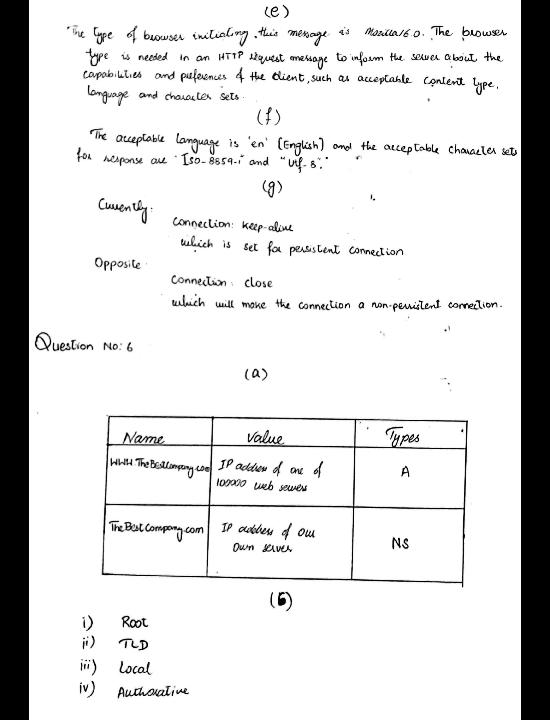 (e)
The type of browser initiating this message is Mozilla/6.0. The browser
type is needed in an HTTP request message to inform the server about the
capabilities and preferences of the client, such as acceptable content type,
language and character sets.
(f)
The acceptable language is 'en' (English) and the acceptable character sets
for response are "ISO-8859-1" and "utf-8".
(g)
Currently:
Connection: keep-alive
which is set for persistent connection
Opposite
Connection: close
which will make the connection a non-persistent connection.
Question No: 6
(a)
Name Value Types
WWW.TheBestCompany.com IP address of one of A
100000 web servers
TheBestCompany.com IP address of our NS
own server
(b)
i) Root
ii) TLD
iii) Local
iv) Authorative